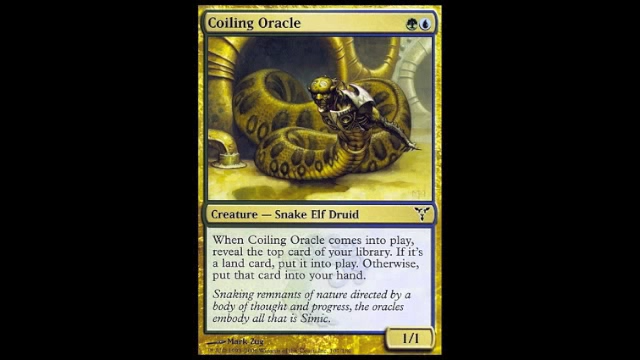 Coiling Oracle
Creature — Snake Elf Druid
When Coiling Oracle comes into play,
reveal the top card of your library. If it's
a land card, put it into play. Otherwise,
put that card into your hand.
Snaking remnants of nature directed by a
body of thought and progress, the oracles
embody all that is Simic.
Mark Zug
1/1